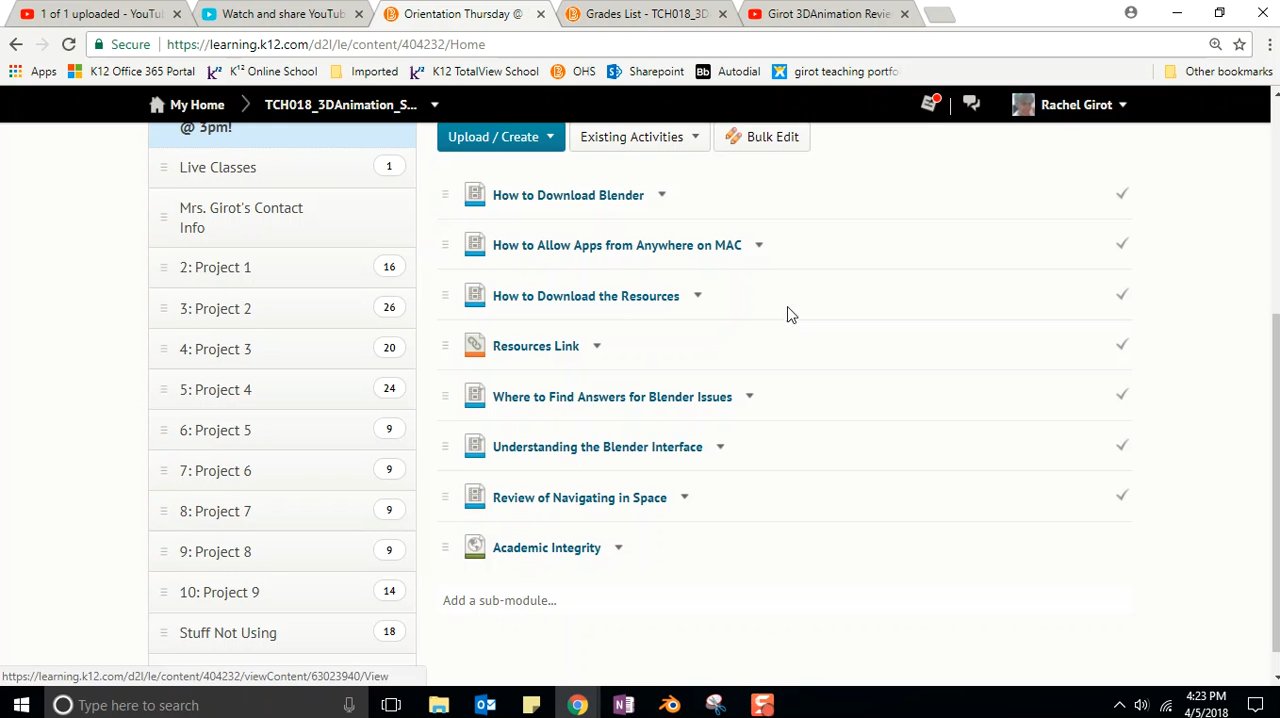 1 of 1 uploaded - YouTu
Watch and share YouTub
Orientation Thursday @
Grades List - TCH018_3D
Girot 3DAnimation Revie
Secure
https://learning.k12.com/d2l/le/content/404232/Home
Apps
K12 Office 365 Portal
K¹² Online School
Imported
K12 TotalView School
OHS
Sharepoint
Bb
Autodial
girot teaching portfo
Other bookmarks
My Home
TCH018_3DAnimation_S...
Rachel Girot
@ 3pm!
Live Classes
1
Mrs. Girot's Contact
Info
2: Project 1
16
3: Project 2
26
4: Project 3
20
5: Project 4
24
6: Project 5
9
7: Project 6
9
8: Project 7
9
9: Project 8
9
10: Project 9
14
Stuff Not Using
18
Upload / Create
Existing Activities
Bulk Edit
How to Download Blender
How to Allow Apps from Anywhere on MAC
How to Download the Resources
Resources Link
Where to Find Answers for Blender Issues
Understanding the Blender Interface
Review of Navigating in Space
Academic Integrity
Add a sub-module...
https://learning.k12.com/d2l/le/content/404232/viewContent/63023940/View
Type here to search
4:23 PM
4/5/2018